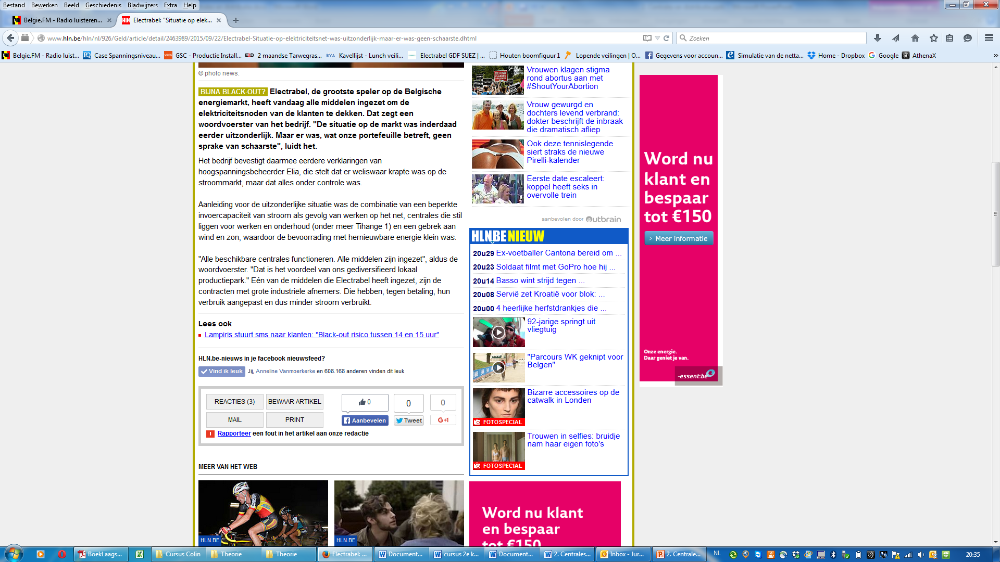 Bestand Bewerken Beeld Geschiedenis Bladwijzers Extra Help
Belgie.FM - Radio luisteren...
Electrabel: "Situatie op elek...
www.hln.be/hln/nl/926/Geld/article/detail/2463989/2015/09/22/Electrabel-Situatie-op-elektriciteitsnet-was-uitzonderlijk-maar-er-was-geen-schaarste.dhtml
Zoeken
Belgie.FM - Radio luist...
Case Spanningsniveau...
GSC - Productie Install...
2 maandse Tarwegras...
Kavellijst - Lunch veili...
Electrabel GDF SUEZ | ...
Houten boomfiguur 1
Lopende veilingen | O...
Gegevens voor accoun...
Simulatie van de netta...
Home - Dropbox
Google
AthenaX
© photo news.
BIJNA BLACK-OUT? Electrabel, de grootste speler op de Belgische
energiemarkt, heeft vandaag alle middelen ingezet om de
elektriciteitsnoden van de klanten te dekken. Dat zegt een
woordvoerster van het bedrijf. "De situatie op de markt was inderdaad
eerder uitzonderlijk. Maar er was, wat onze portefeuille betreft, geen
sprake van schaarste", luidt het.
Het bedrijf bevestigt daarmee eerdere verklaringen van
hoogspanningsbeheerder Elia, die stelt dat er weliswaar krapte was op de
stroommarkt, maar dat alles onder controle was.
Aanleiding voor de uitzonderlijke situatie was de combinatie van een beperkte
invoercapaciteit van stroom als gevolg van werken op het net, centrales die stil
liggen voor werken en onderhoud (onder meer Tihange 1) en een gebrek aan
wind en zon, waardoor de bevoorrading met hernieuwbare energie klein was.
"Alle beschikbare centrales functioneren. Alle middelen zijn ingezet", aldus de
woordvoerster. "Dat is het voordeel van ons gediversifieerd lokaal
productiepark." Eén van de middelen die Electrabel heeft ingezet, zijn de
contracten met grote industriële afnemers. Die hebben, tegen betaling, hun
verbruik aangepast en dus minder stroom verbruikt.
Lees ook
Lampiris stuurt sms naar klanten: "Black-out risico tussen 14 en 15 uur"
HLN.be-nieuws in je facebook nieuwsfeed?
Vind ik leuk Jij, Anneline Vanmoerkerke en 608.168 anderen vinden dit leuk
REACTIES (3) BEWAAR ARTIKEL
MAIL PRINT
0 0 0
Aanbevelen Tweet G+1
Rapporteer een fout in het artikel aan onze redactie
MEER VAN HET WEB
HLN.BE
HLN.BE
DEFUND PLANNED
Vrouwen klagen stigma
rond abortus aan met
#ShoutYourAbortion
Vrouw gewurgd en
dochters levend verbrand:
dokter beschrijft de inbraak
die dramatisch afliep
Ook deze tennislegende
siert straks de nieuwe
Pirelli-kalender
Eerste date escaleert:
koppel heeft seks in
overvolle trein
aanbevolen door Outbrain
HLN.BE NIEUW
20u29 Ex-voetballer Cantona bereid om ...
20u23 Soldaat filmt met GoPro hoe hij ...
20u14 Basso wint strijd tegen ...
20u08 Servië zet Kroatië voor blok: ...
20u00 4 heerlijke herfstdrankjes die ...
92-jarige springt uit
vliegtuig
"Parcours WK geknipt voor
Belgen"
Bizarre accessoires op de
catwalk in Londen
FOTOSPECIAL
Trouwen in selfies: bruidje
nam haar eigen foto's
FOTOSPECIAL
Word nu klant
en bespaar
tot €150
Word nu
klant en
bespaar
tot €150
> Meer informatie
Onze energie.
Daar geniet je van.
essent.be
BoekLaags...
Cursus Colin
Theorie
Theorie
Electrabel: ...
Document...
cursus 2e k...
Document...
2. Centrales...
Inbox - Jur...
2. Centrale...
NL
20:35